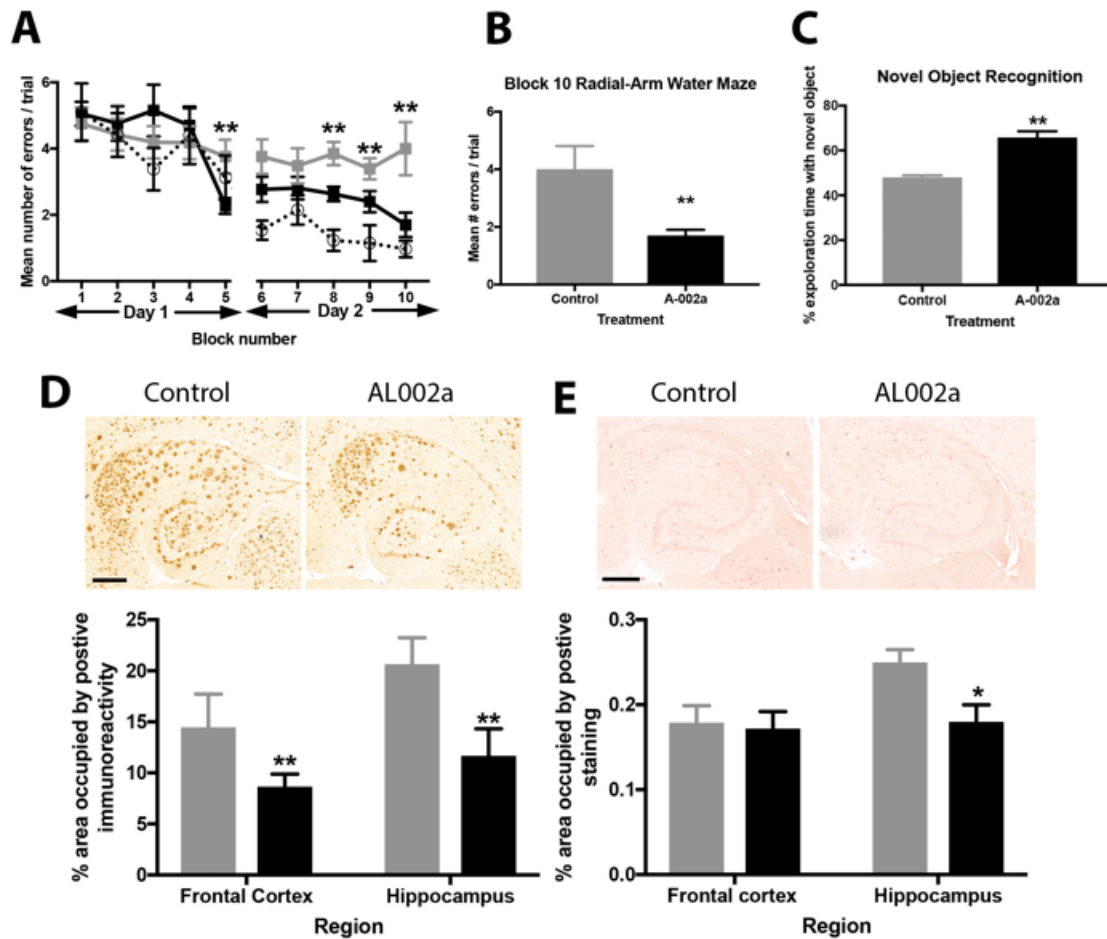 A
Mean number of errors / trial
6
4
2
0
**
**
**
**
1 2 3 4 5 6 7 8 9 10
Day 1 Day 2
Block number
B
Block 10 Radial-Arm Water Maze
Mean # errors / trial
6
4
2
0
**
Control A-002a
Treatment
C
Novel Object Recognition
% expoloration time with novel object
80
60
40
20
0
**
Control A-002a
Treatment
D
Control AL002a
% area occupied by postive
immunoreactivity
25
20
15
10
5
0
**
**
Frontal Cortex Hippocampus
Region
E
Control AL002a
% area occupied by postive
staining
0.3
0.2
0.1
0.0
*
Frontal cortex Hippocampus
Region